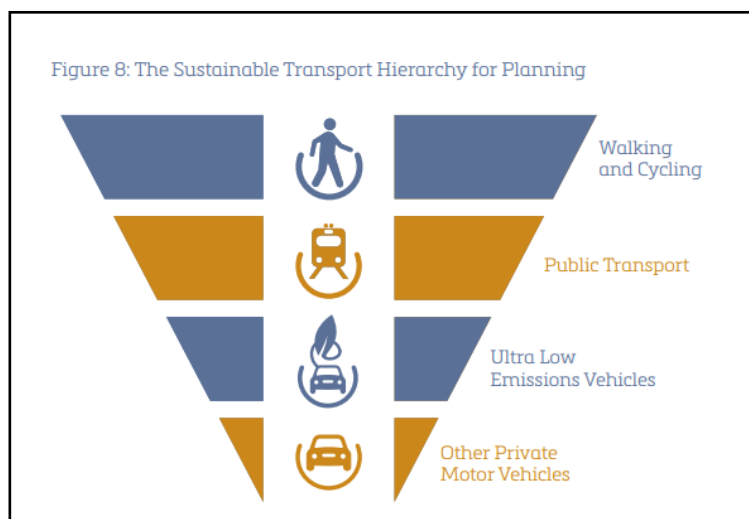 Figure 8: The Sustainable Transport Hierarchy for Planning
Walking
and Cycling
Public Transport
Ultra Low
Emissions Vehicles
Other Private
Motor Vehicles